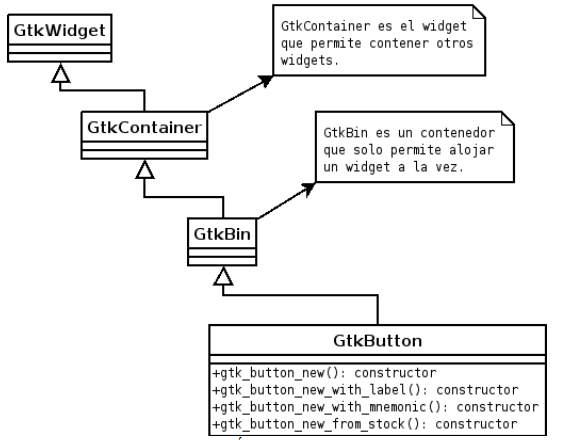 GtkWidget
GtkContainer es el widget
que permite contener otros
widgets.
GtkContainer
GtkBin es un contenedor
que solo permite alojar
un widget a la vez.
GtkBin
GtkButton
+gtk_button_new(): constructor
+gtk_button_new_with_label(): constructor
+gtk_button_new_with_mnemonic(): constructor
+gtk_button_new_from_stock(): constructor